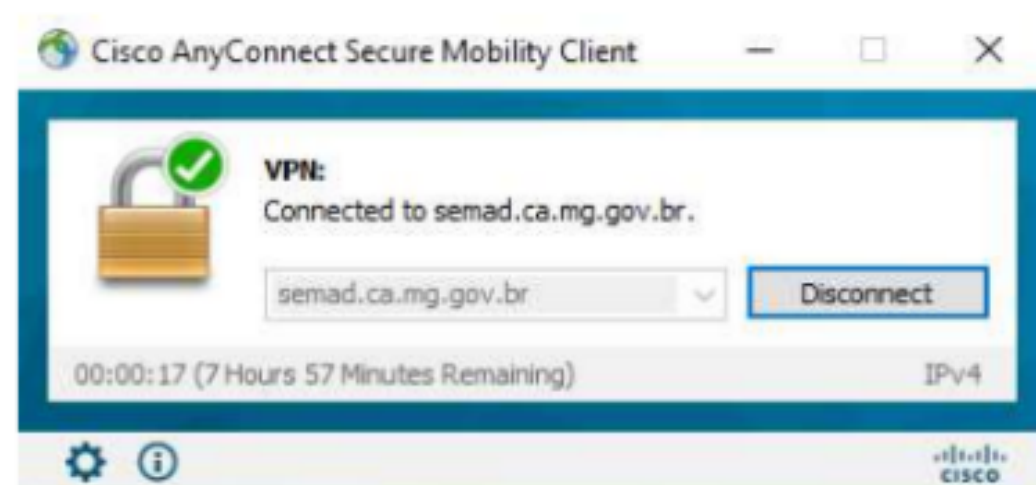 Cisco AnyConnect Secure Mobility Client
VPN:
Connected to semad.ca.mg.gov.br.
semad.ca.mg.gov.br
Disconnect
00:00:17 (7 Hours 57 Minutes Remaining)
IPv4
CISCO